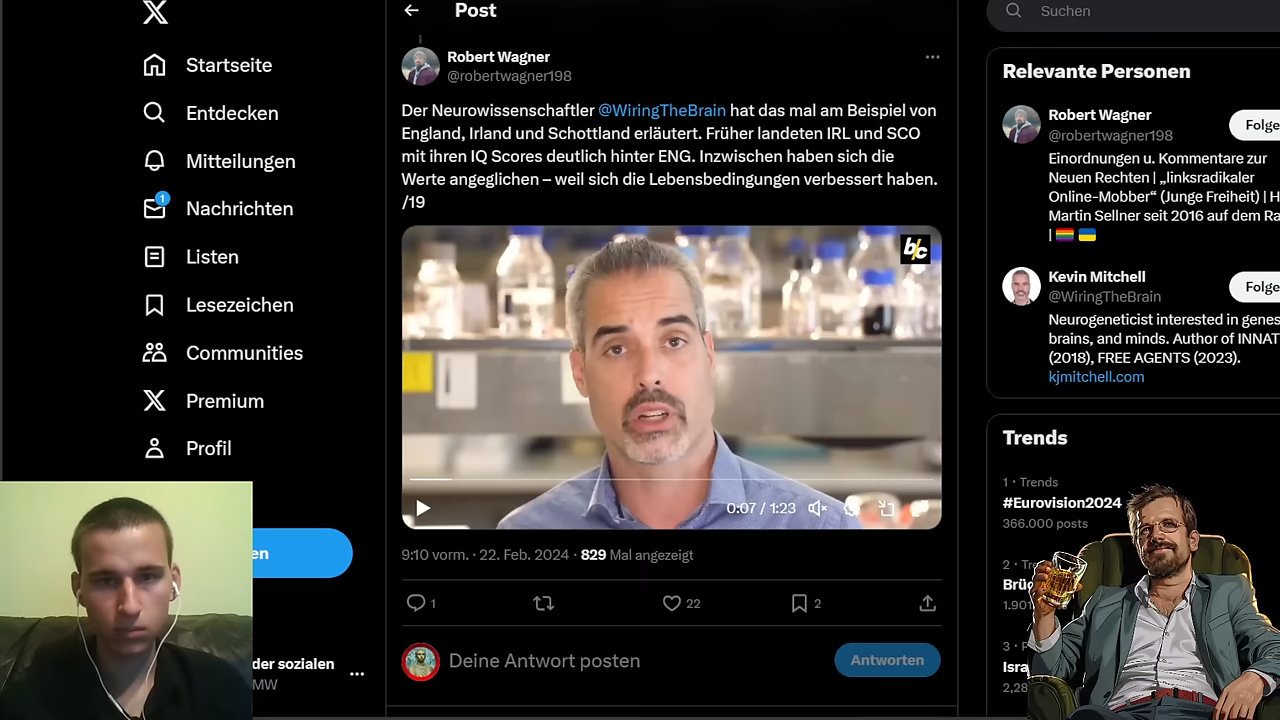 Startseite
Entdecken
Mitteilungen
1
Nachrichten
Listen
Lesezeichen
Communities
Premium
Profil
en
der sozialen
MW
Post
Robert Wagner
@robertwagner198
Der Neurowissenschaftler @WiringTheBrain hat das mal am Beispiel von
England, Irland und Schottland erläutert. Früher landeten IRL und SCO
mit ihren IQ Scores deutlich hinter ENG. Inzwischen haben sich die
Werte angeglichen – weil sich die Lebensbedingungen verbessert haben.
/19
b/c
0:07 / 1:23
9:10 vorm. · 22. Feb. 2024 · 829 Mal angezeigt
1
22
2
Deine Antwort posten
Antworten
Suchen
Relevante Personen
Robert Wagner
@robertwagner198
Folge
Einordnungen u. Kommentare zur
Neuen Rechten | „linksradikaler
Online-Mobber“ (Junge Freiheit) | H
Martin Sellner seit 2016 auf dem Ra
|
Kevin Mitchell
@WiringTheBrain
Folge
Neurogeneticist interested in genes
brains, and minds. Author of INNAT
(2018), FREE AGENTS (2023).
kjmitchell.com
Trends
1 · Trends
#Eurovision2024
366.000 posts
2 · Tre
Brü
1.901
3 · P
Isra
2,28